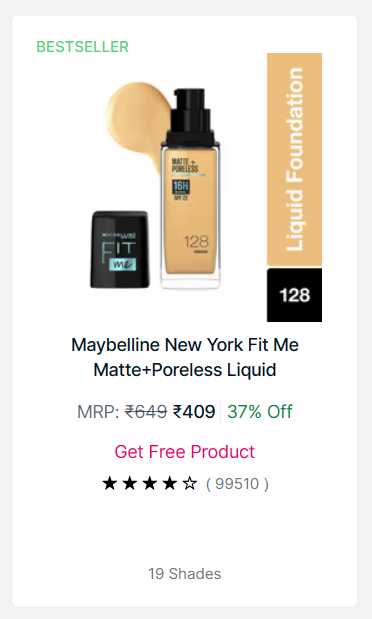 BESTSELLER
MATTE +
PORELESS
16H
SPF 22
128
MAYBELLINE
FIT
me
Liquid Foundation
128
Maybelline New York Fit Me
Matte+Poreless Liquid
MRP: ₹649 ₹409 37% Off
Get Free Product
( 99510 )
19 Shades